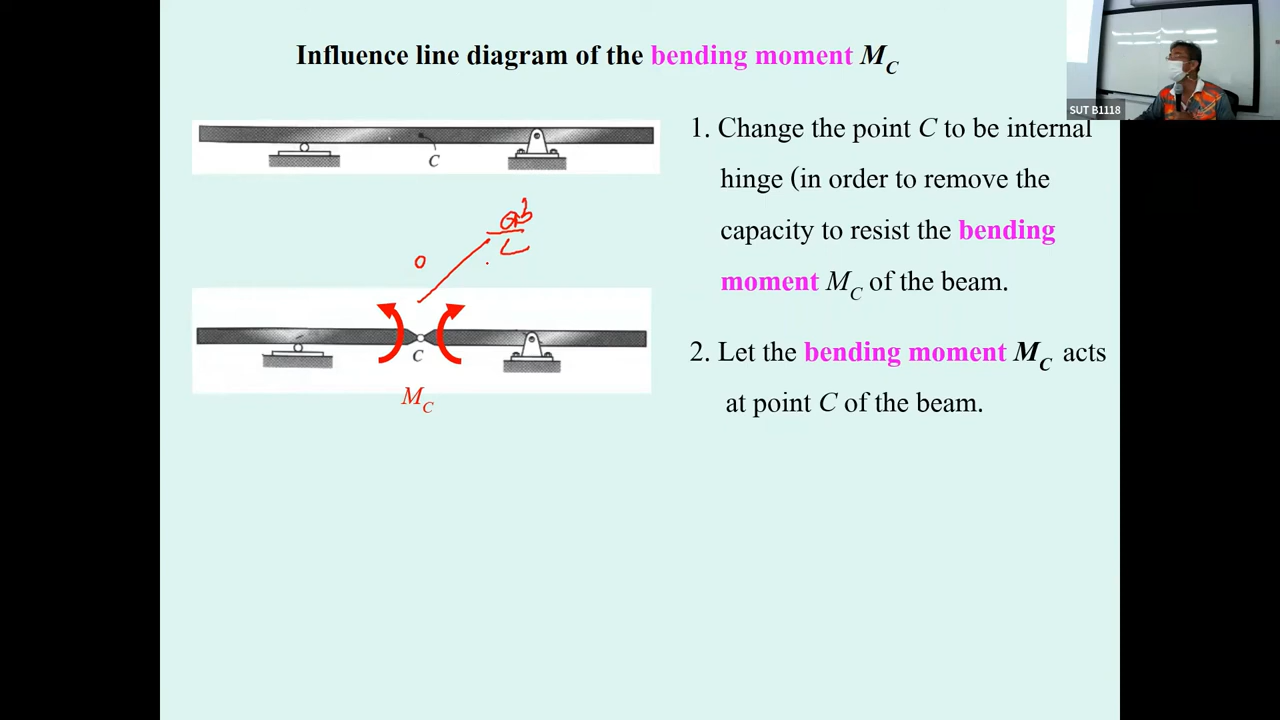 Influence line diagram of the bending moment M_C
SUT B1118
1. Change the point C to be internal
hinge (in order to remove the
capacity to resist the bending
moment M_C of the beam.
2. Let the bending moment M_C acts
at point C of the beam.
C
ab
L
0
C
M_C